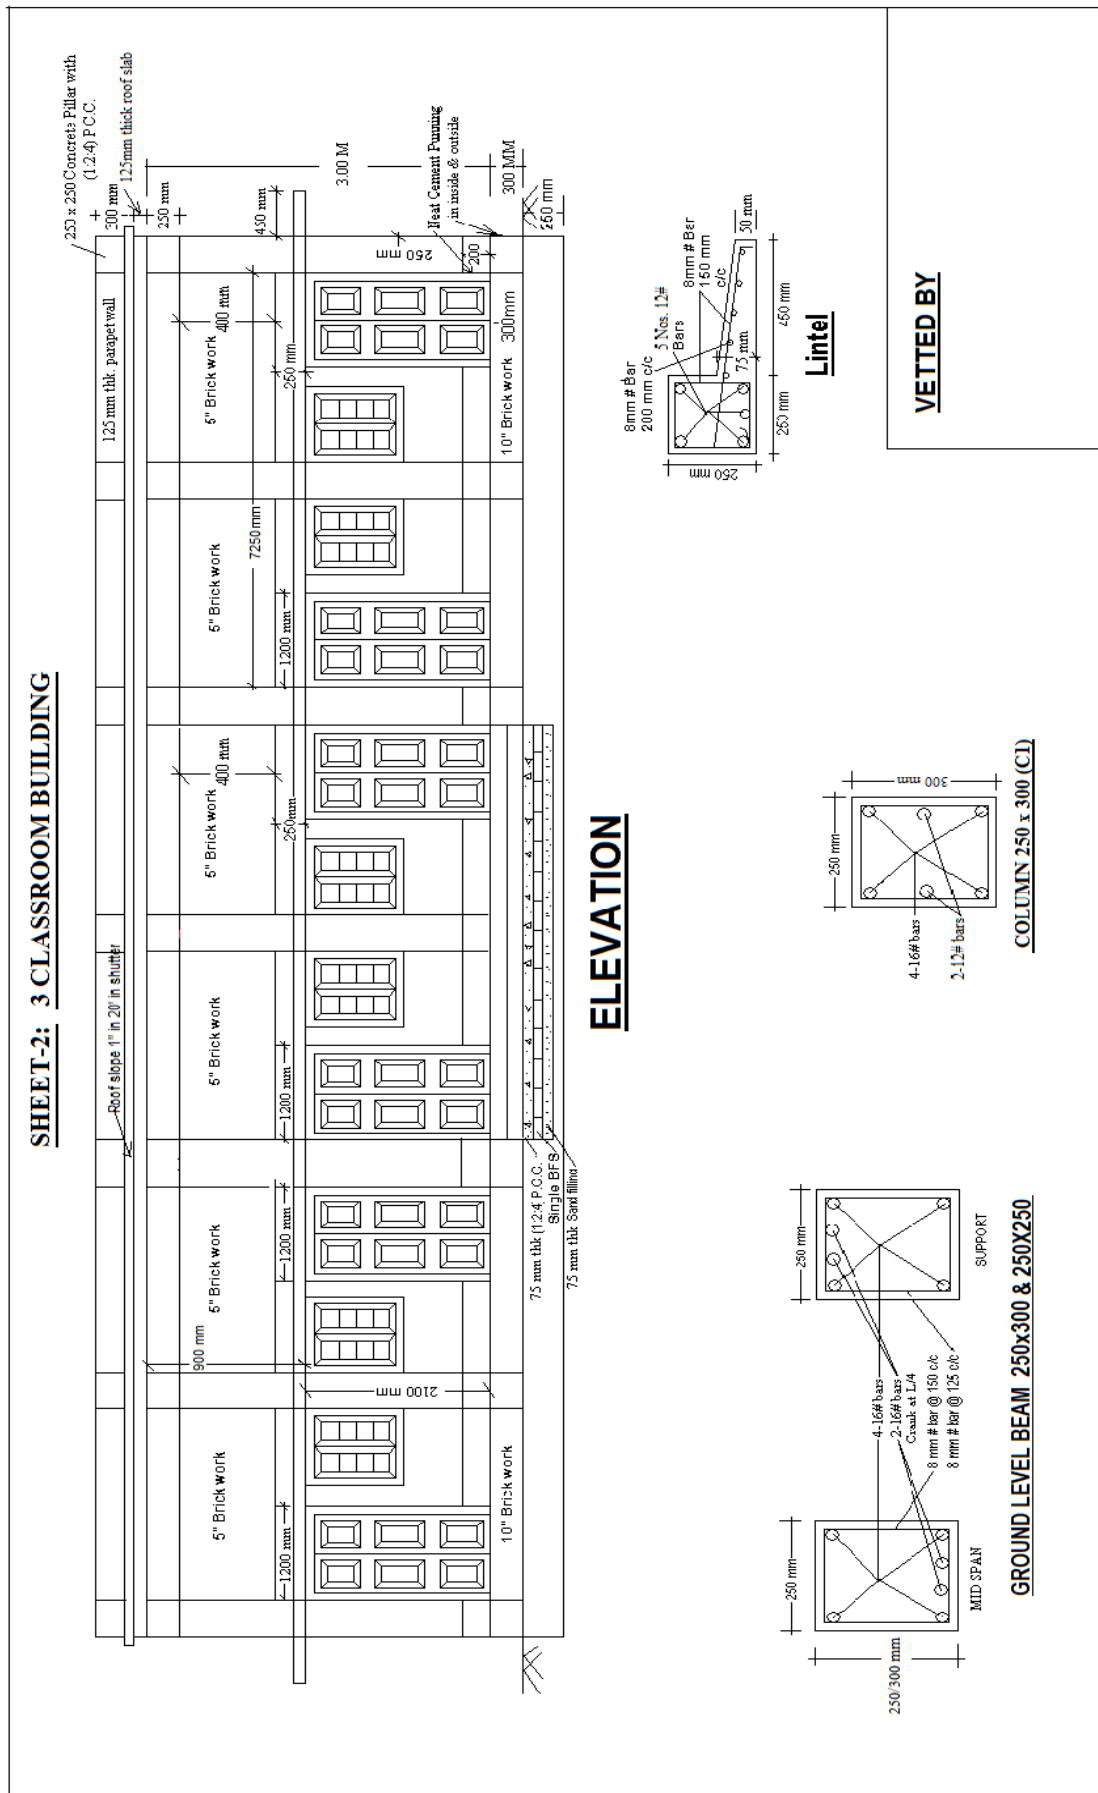 SHEET-2: 3 CLASSROOM BUILDING
250 x 250 Concrete Pillar with
(1:2:4) P.C.C.
125mm thick roof slab
300 mm
250 mm
125 mm thk. parapet wall
Roof slope 1" in 20' in shutter
5" Brick work
5" Brick work
5" Brick work
5" Brick work
5" Brick work
5" Brick work
400 mm
400 mm
7250 mm
900 mm
450 mm
3.00 M
250 mm
250mm
250 mm
1200 mm
1200 mm
1200 mm
1200 mm
2100 mm
Neat Cement Punning
in inside & outside
200
300 MM
250 mm
10" Brick work
10" Brick work 300mm
75 mm thk (1:2:4) P.C.C.
Single BFS
75 mm thk Sand filling
ELEVATION
250 mm
250/300 mm
MID SPAN
4-16# bars
2-16# bars
Crank at L/4
8 mm # bar @ 150 c/c
8 mm # bar @ 125 c/c
250 mm
SUPPORT
GROUND LEVEL BEAM 250x300 & 250X250
250 mm
300 mm
4-16# bars
2-12# bars
COLUMN 250 x 300 (C1)
8mm # Bar
200 mm c/c
5 Nos. 12#
Bars
8mm # Bar
150 mm
c/c
250 mm
75 mm
50 mm
250 mm
450 mm
Lintel
VETTED BY